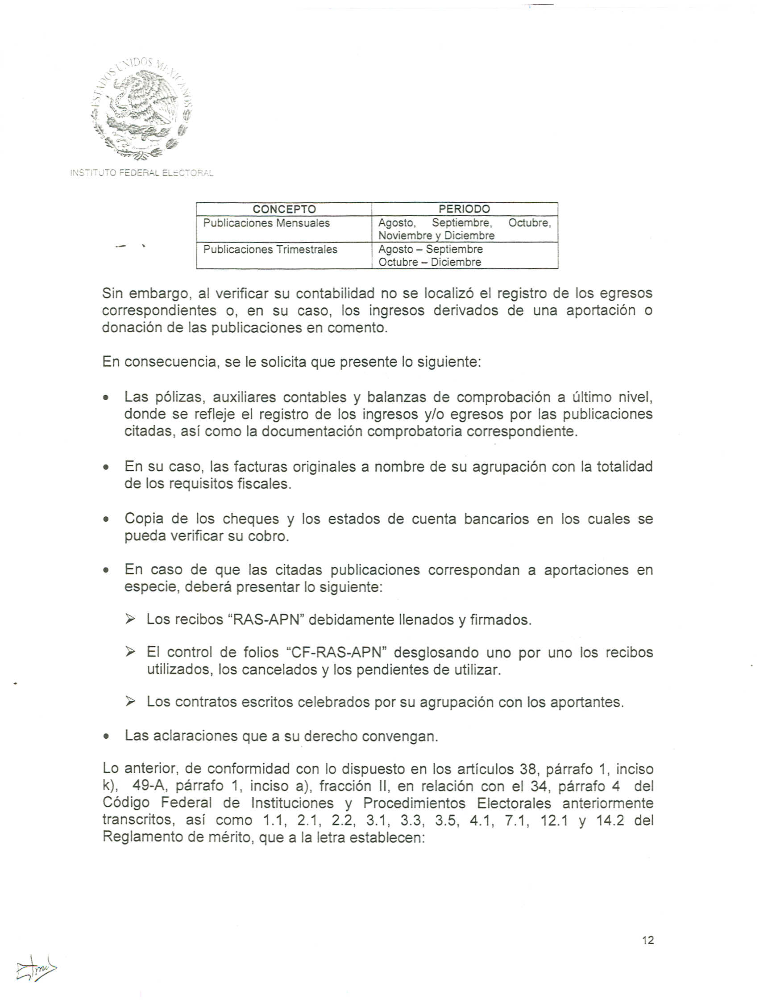 ESTADOS UNIDOS MEXICANOS
INSTITUTO FEDERAL ELECTORAL
CONCEPTO PERIODO
Publicaciones Mensuales Agosto, Septiembre, Octubre,
Noviembre y Diciembre
Publicaciones Trimestrales Agosto – Septiembre
Octubre – Diciembre
Sin embargo, al verificar su contabilidad no se localizó el registro de los egresos
correspondientes o, en su caso, los ingresos derivados de una aportación o
donación de las publicaciones en comento.
En consecuencia, se le solicita que presente lo siguiente:
• Las pólizas, auxiliares contables y balanzas de comprobación a último nivel,
donde se refleje el registro de los ingresos y/o egresos por las publicaciones
citadas, así como la documentación comprobatoria correspondiente.
• En su caso, las facturas originales a nombre de su agrupación con la totalidad
de los requisitos fiscales.
• Copia de los cheques y los estados de cuenta bancarios en los cuales se
pueda verificar su cobro.
• En caso de que las citadas publicaciones correspondan a aportaciones en
especie, deberá presentar lo siguiente:
➢ Los recibos “RAS-APN” debidamente llenados y firmados.
➢ El control de folios “CF-RAS-APN” desglosando uno por uno los recibos
utilizados, los cancelados y los pendientes de utilizar.
➢ Los contratos escritos celebrados por su agrupación con los aportantes.
• Las aclaraciones que a su derecho convengan.
Lo anterior, de conformidad con lo dispuesto en los artículos 38, párrafo 1, inciso
k), 49-A, párrafo 1, inciso a), fracción II, en relación con el 34, párrafo 4 del
Código Federal de Instituciones y Procedimientos Electorales anteriormente
transcritos, así como 1.1, 2.1, 2.2, 3.1, 3.3, 3.5, 4.1, 7.1, 12.1 y 14.2 del
Reglamento de mérito, que a la letra establecen:
12